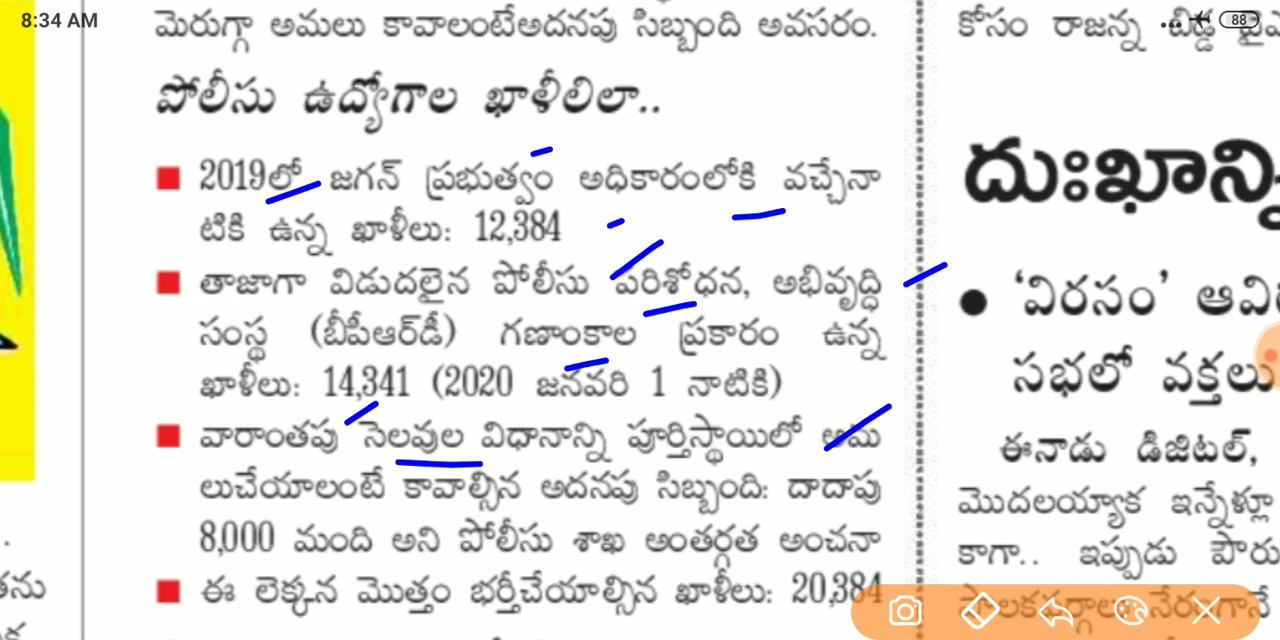 8:34 AM
88
మెరుగ్గా అమలు కావాలంటేఅదనపు సిబ్బంది అవసరం.
పోలీసు ఉద్యోగాల ఖాళీలిలా..
2019లో జగన్ ప్రభుత్వం అధికారంలోకి వచ్చేనా
టికి ఉన్న ఖాళీలు: 12,384
తాజాగా విడుదలైన పోలీసు పరిశోధన, అభివృద్ధి
సంస్థ (బీపీఆర్‌డీ) గణాంకాల ప్రకారం ఉన్న
ఖాళీలు: 14,341 (2020 జనవరి 1 నాటికి)
వారాంతపు సెలవుల విధానాన్ని పూర్తిస్థాయిలో అమ
లుచేయాలంటే కావాల్సిన అదనపు సిబ్బంది: దాదాపు
8,000 మంది అని పోలీసు శాఖ అంతర్గత అంచనా
ఈ లెక్కన మొత్తం భర్తీచేయాల్సిన ఖాళీలు: 20,384
కోసం రాజన్న బిడ్డ
దుఃఖాన్ని
‘విరసం’ ఆవి
సభలో వక్తలు
ఈనాడు డిజిటల్,
మొదలయ్యాక ఇన్నేళ్లూ
కాగా.. ఇప్పుడు పౌరు